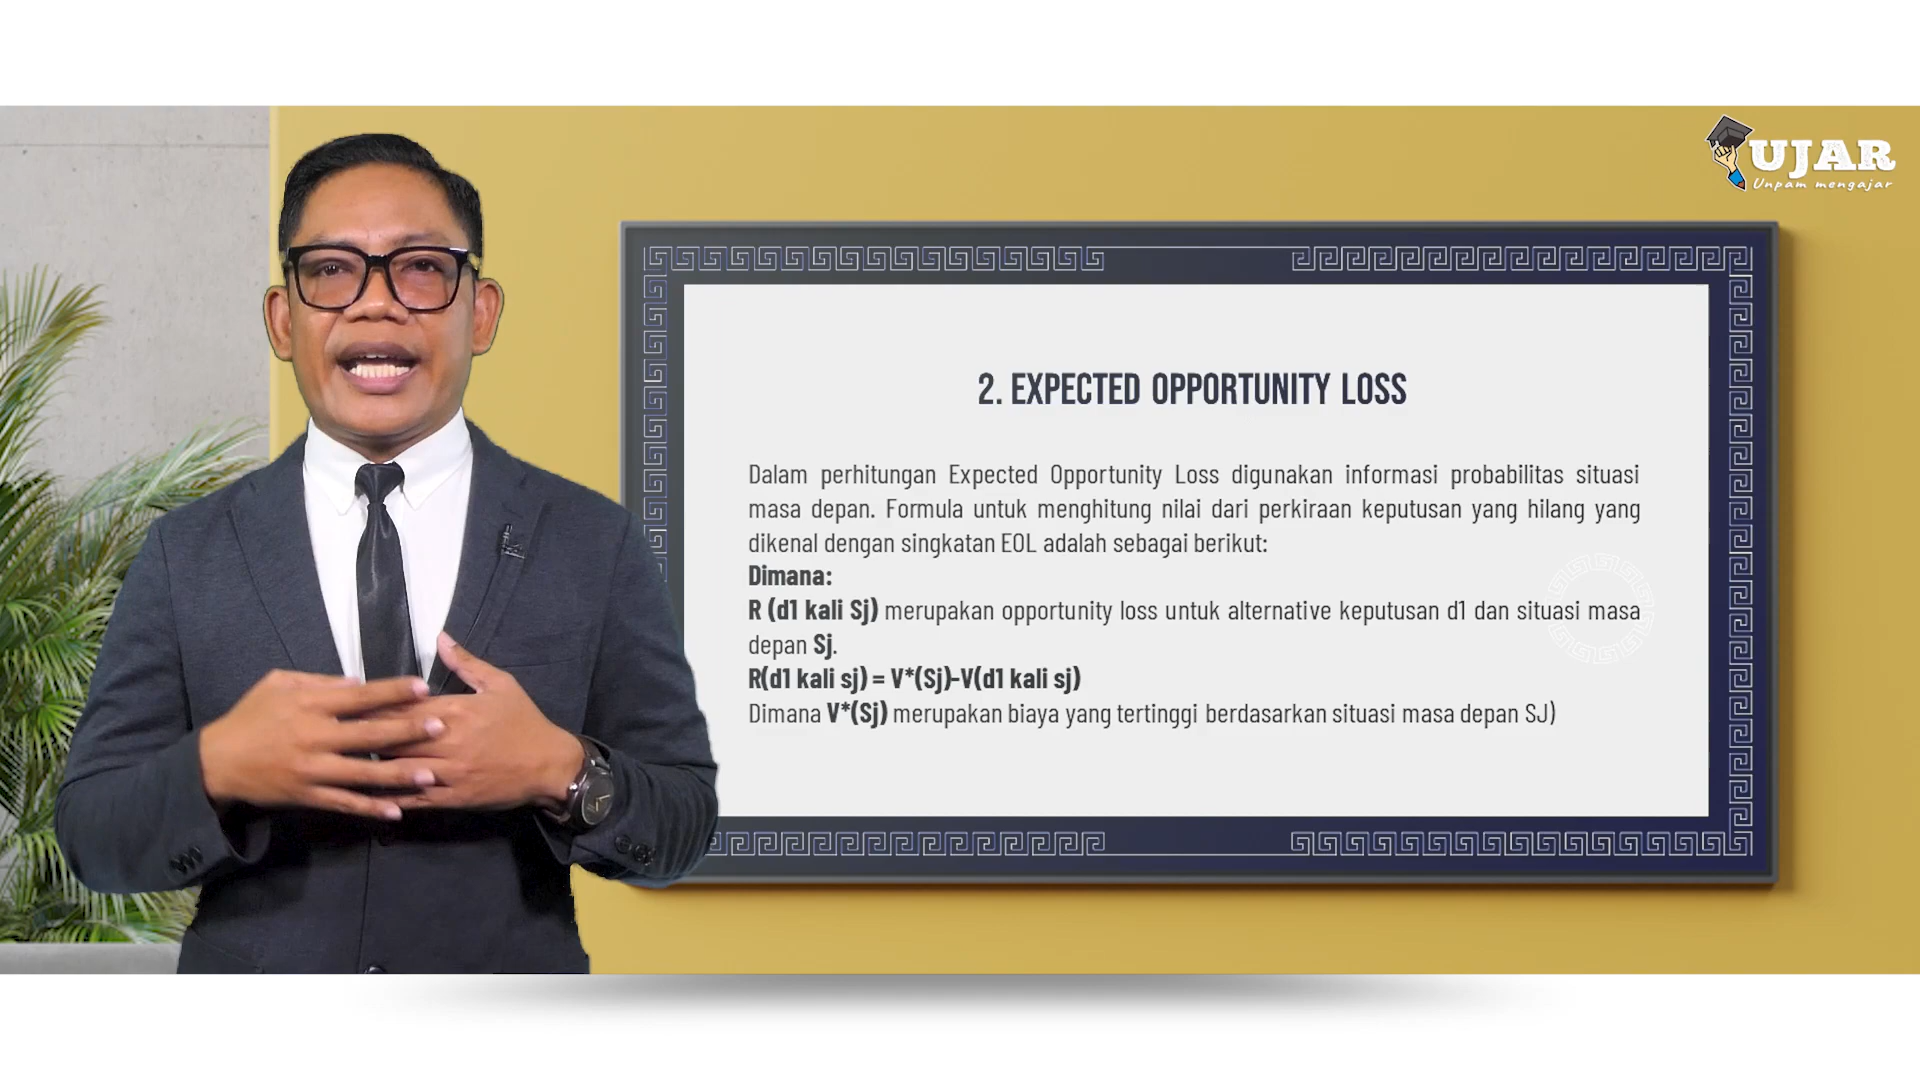 UJAR
Unpam mengajar
2. EXPECTED OPPORTUNITY LOSS
Dalam perhitungan Expected Opportunity Loss digunakan informasi probabilitas situasi
masa depan. Formula untuk menghitung nilai dari perkiraan keputusan yang hilang yang
dikenal dengan singkatan EOL adalah sebagai berikut:
Dimana:
R (d1 kali Sj) merupakan opportunity loss untuk alternative keputusan d1 dan situasi masa
depan Sj.
R(d1 kali sj) = V*(Sj)-V(d1 kali sj)
Dimana V*(Sj) merupakan biaya yang tertinggi berdasarkan situasi masa depan SJ)